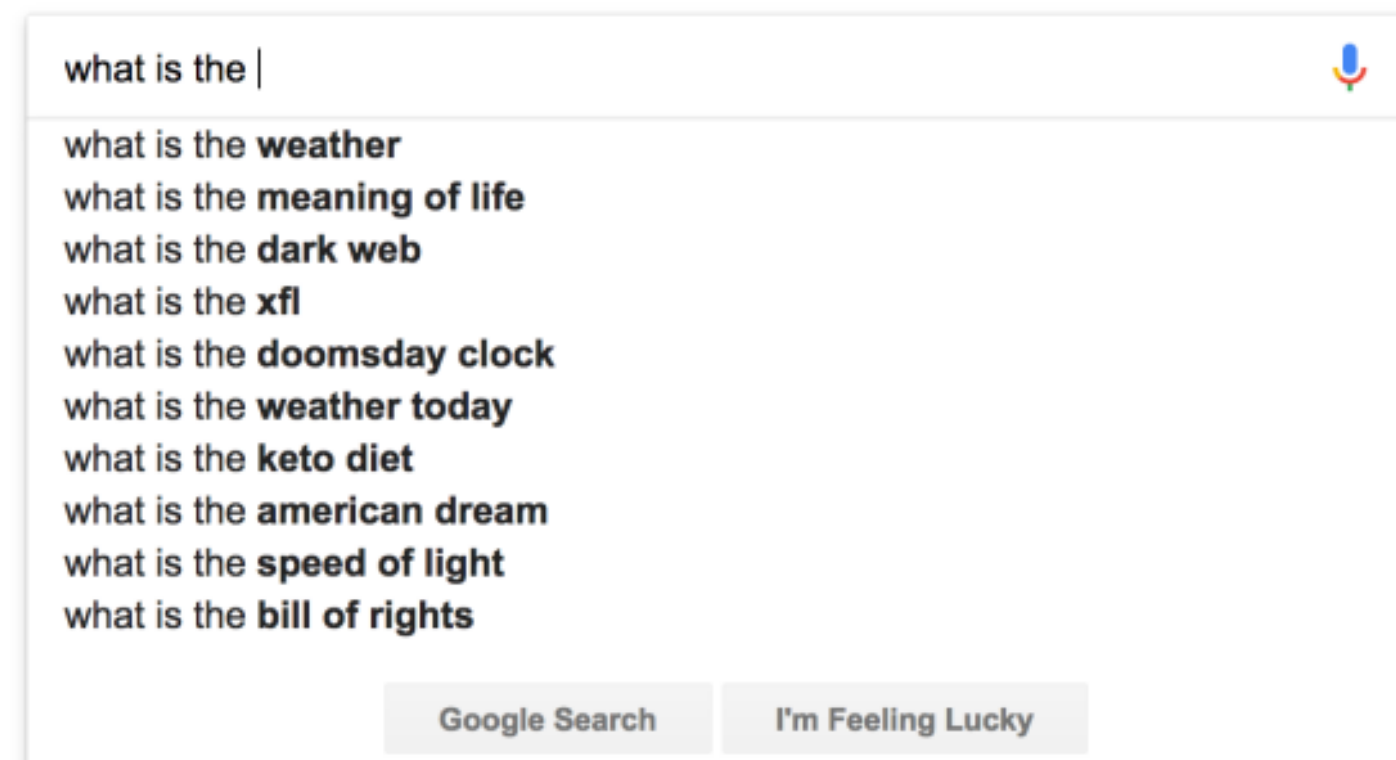 what is the
what is the weather
what is the meaning of life
what is the dark web
what is the xfl
what is the doomsday clock
what is the weather today
what is the keto diet
what is the american dream
what is the speed of light
what is the bill of rights
Google Search I'm Feeling Lucky